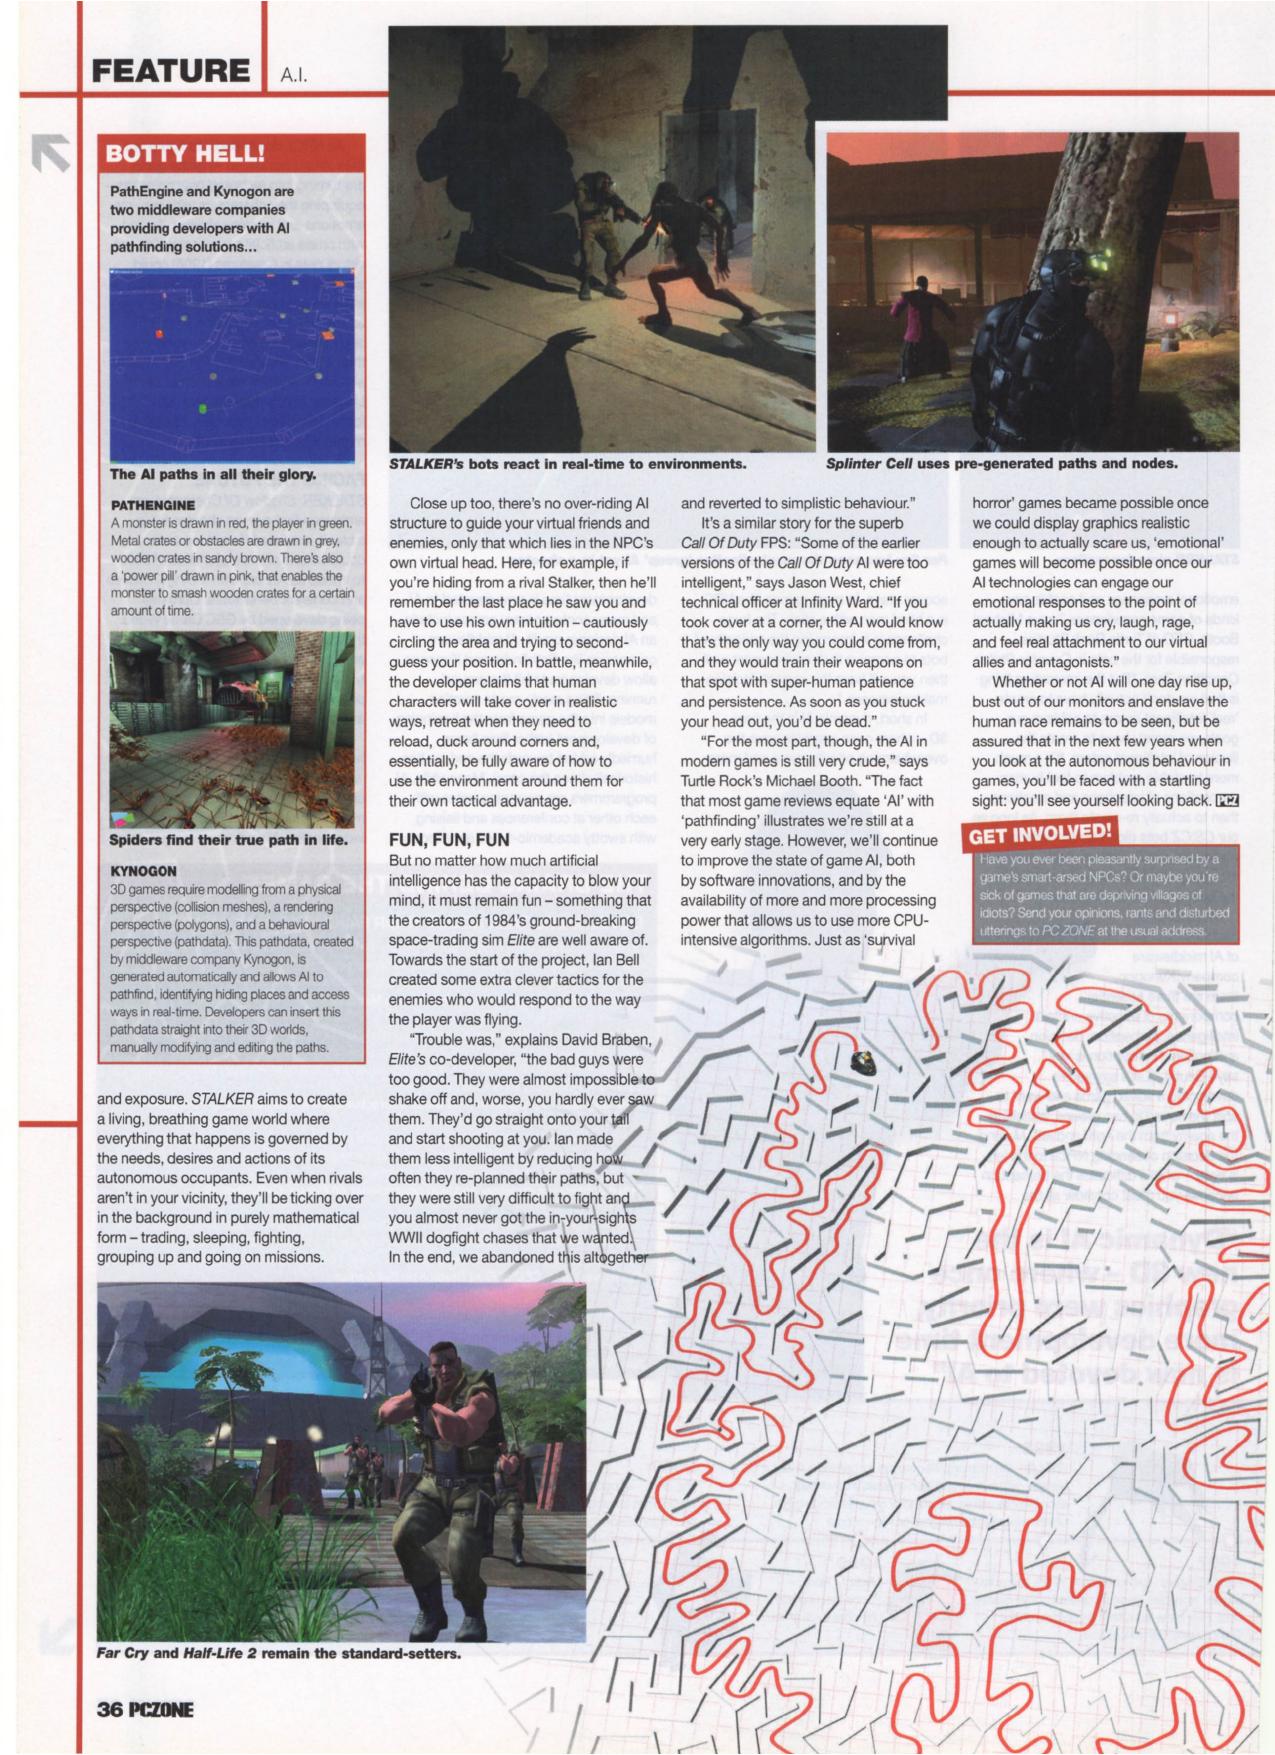 FEATURE A.I.
BOTTY HELL!
PathEngine and Kynogon are
two middleware companies
providing developers with AI
pathfinding solutions...
The AI paths in all their glory.
PATHENGINE
A monster is drawn in red, the player in green.
Metal crates or obstacles are drawn in grey,
wooden crates in sandy brown. There's also
a 'power pill' drawn in pink, that enables the
monster to smash wooden crates for a certain
amount of time.
Spiders find their true path in life.
KYNOGON
3D games require modelling from a physical
perspective (collision meshes), a rendering
perspective (polygons), and a behavioural
perspective (pathdata). This pathdata, created
by middleware company Kynogon, is
generated automatically and allows AI to
pathfind, identifying hiding places and access
ways in real-time. Developers can insert this
pathdata straight into their 3D worlds,
manually modifying and editing the paths.
STALKER's bots react in real-time to environments.
Splinter Cell uses pre-generated paths and nodes.
and exposure. STALKER aims to create
a living, breathing game world where
everything that happens is governed by
the needs, desires and actions of its
autonomous occupants. Even when rivals
aren't in your vicinity, they'll be ticking over
in the background in purely mathematical
form – trading, sleeping, fighting,
grouping up and going on missions.
Close up too, there's no over-riding AI
structure to guide your virtual friends and
enemies, only that which lies in the NPC's
own virtual head. Here, for example, if
you're hiding from a rival Stalker, then he'll
remember the last place he saw you and
have to use his own intuition – cautiously
circling the area and trying to second-
guess your position. In battle, meanwhile,
the developer claims that human
characters will take cover in realistic
ways, retreat when they need to
reload, duck around corners and,
essentially, be fully aware of how to
use the environment around them for
their own tactical advantage.
FUN, FUN, FUN
But no matter how much artificial
intelligence has the capacity to blow your
mind, it must remain fun – something that
the creators of 1984's ground-breaking
space-trading sim Elite are well aware of.
Towards the start of the project, Ian Bell
created some extra clever tactics for the
enemies who would respond to the way
the player was flying.
"Trouble was," explains David Braben,
Elite's co-developer, "the bad guys were
too good. They were almost impossible to
shake off and, worse, you hardly ever saw
them. They'd go straight onto your tail
and start shooting at you. Ian made
them less intelligent by reducing how
often they re-planned their paths, but
they were still very difficult to fight and
you almost never got the in-your-sights
WWII dogfight chases that we wanted.
In the end, we abandoned this altogether
and reverted to simplistic behaviour."
It's a similar story for the superb
Call Of Duty FPS: "Some of the earlier
versions of the Call Of Duty AI were too
intelligent," says Jason West, chief
technical officer at Infinity Ward. "If you
took cover at a corner, the AI would know
that's the only way you could come from,
and they would train their weapons on
that spot with super-human patience
and persistence. As soon as you stuck
your head out, you'd be dead."
"For the most part, though, the AI in
modern games is still very crude," says
Turtle Rock's Michael Booth. "The fact
that most game reviews equate 'AI' with
'pathfinding' illustrates we're still at a
very early stage. However, we'll continue
to improve the state of game AI, both
by software innovations, and by the
availability of more and more processing
power that allows us to use more CPU-
intensive algorithms. Just as 'survival
horror' games became possible once
we could display graphics realistic
enough to actually scare us, 'emotional'
games will become possible once our
AI technologies can engage our
emotional responses to the point of
actually making us cry, laugh, rage,
and feel real attachment to our virtual
allies and antagonists."
Whether or not AI will one day rise up,
bust out of our monitors and enslave the
human race remains to be seen, but be
assured that in the next few years when
you look at the autonomous behaviour in
games, you'll be faced with a startling
sight: you'll see yourself looking back. PCZ
GET INVOLVED!
Have you ever been pleasantly surprised by a
game's smart-arsed NPCs? Or maybe you're
sick of games that are depriving villages of
idiots? Send your opinions, rants and disturbed
utterings to PC ZONE at the usual address.
Far Cry and Half-Life 2 remain the standard-setters.
36 PCZONE